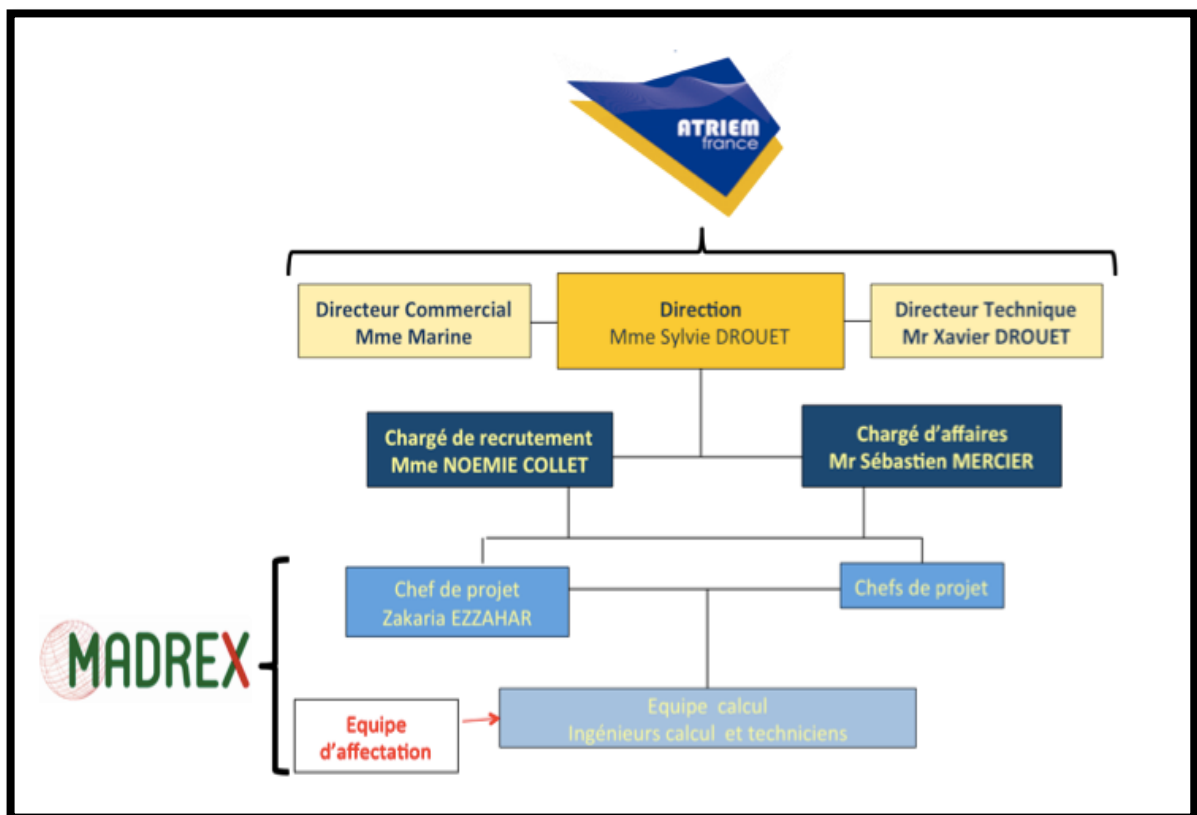 ATRIEM
france
Directeur Commercial
Mme Marine
Direction
Mme Sylvie DROUET
Directeur Technique
Mr Xavier DROUET
Chargé de recrutement
Mme NOEMIE COLLET
Chargé d'affaires
Mr Sébastien MERCIER
Chef de projet
Zakaria EZZAHAR
Chefs de projet
MADREX
Equipe calcul
Ingénieurs calcul et techniciens
Equipe
d'affectation